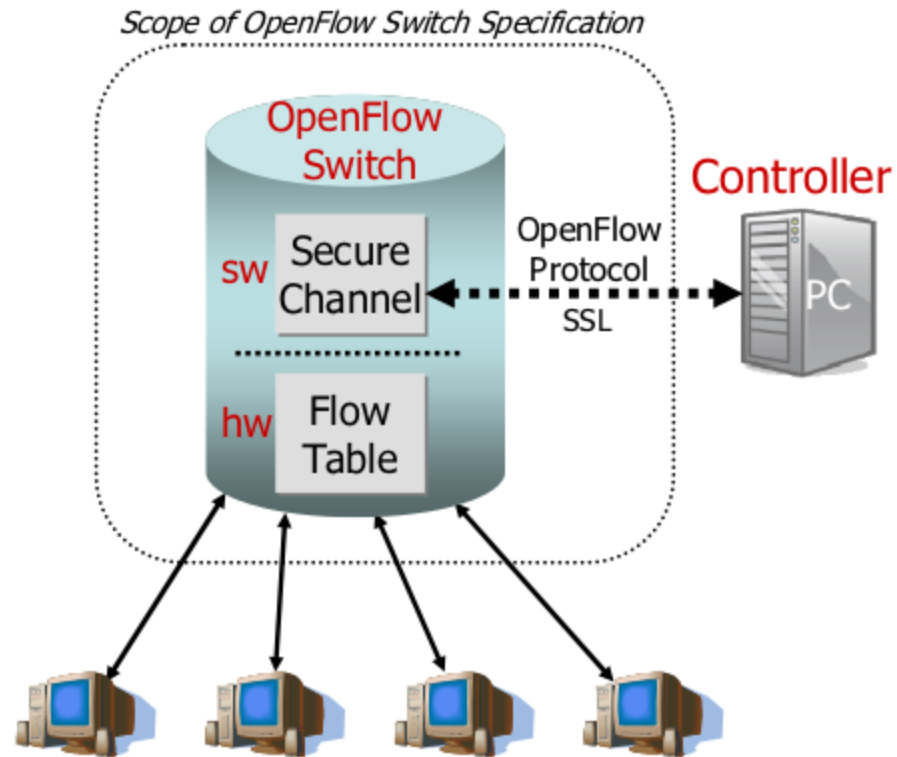 Scope of OpenFlow Switch Specification
OpenFlow
Switch
Controller
sw
Secure
Channel
OpenFlow
Protocol
SSL
PC
hw
Flow
Table